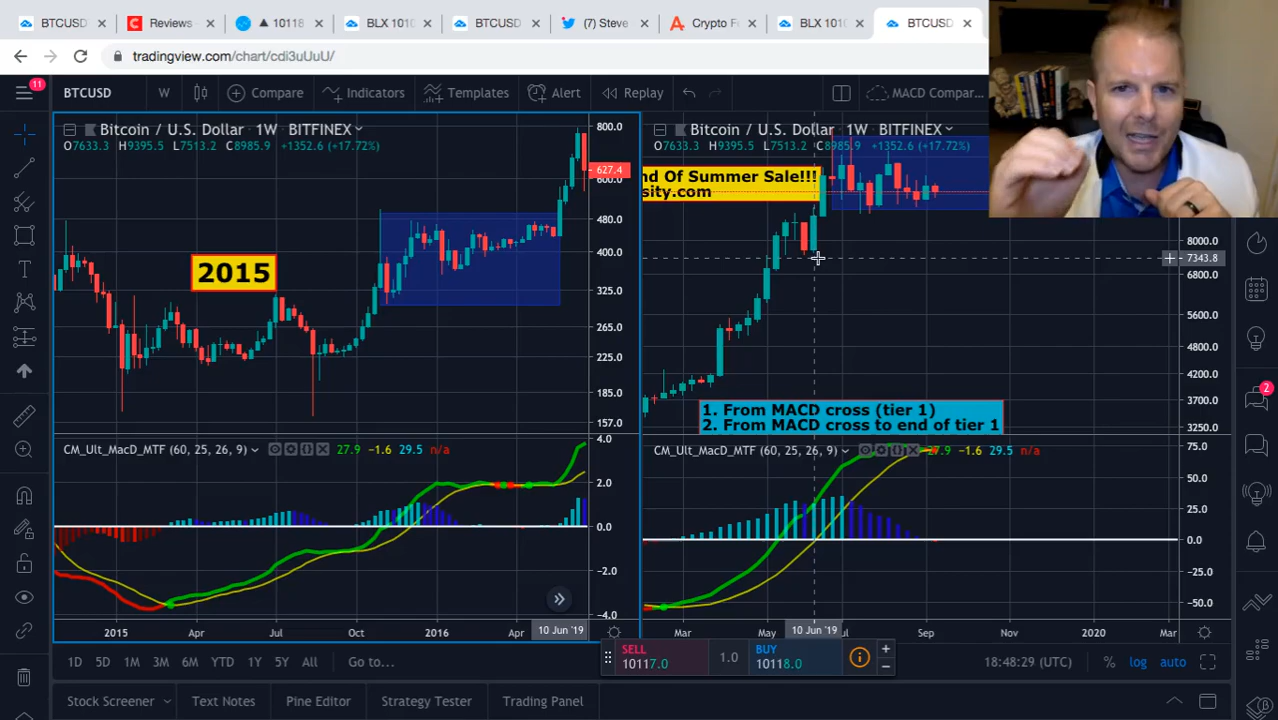 BTCUSD
Reviews
▲ 10118
BLX 1010
BTCUSD
(7) Steve
Crypto F
BLX 1010
BTCUSD
tradingview.com/chart/cdi3uUuU/
11
BTCUSD
W
Compare
Indicators
Templates
Alert
Replay
MACD Compar...
Bitcoin / U.S. Dollar 1W BITFINEX
O7633.3 H9395.5 L7513.2 C8985.9 +1352.6 (+17.72%)
800.0
627.4
600.0
480.0
400.0
325.0
265.0
225.0
185.0
157.0
2015
CM_Ult_MacD_MTF (60, 25, 26, 9) 27.9 −1.6 29.5 n/a
4.0
2.0
0.0
−2.0
−4.0
2015 Apr Jul Oct 2016 Apr 10 Jun '19
Bitcoin / U.S. Dollar 1W BITFINEX
O7633.3 H9395.5 L7513.2 C8985.9 +1352.6 (+17.72%)
nd Of Summer Sale!!!
sity.com
8000.0
7343.8
6800.0
5600.0
4800.0
4200.0
3700.0
3250.0
1. From MACD cross (tier 1)
2. From MACD cross to end of tier 1
CM_Ult_MacD_MTF (60, 25, 26, 9) 27.9 −1.6 29.5 n/a
75.0
50.0
25.0
0.0
−50.0
Mar May 10 Jun '19 Jul Sep Nov 2020 Mar
2
1D 5D 1M 3M 6M YTD 1Y 5Y All Go to...
SELL
10117.0
1.0
BUY
10118.0
18:48:29 (UTC)
% log auto
Stock Screener
Text Notes
Pine Editor
Strategy Tester
Trading Panel